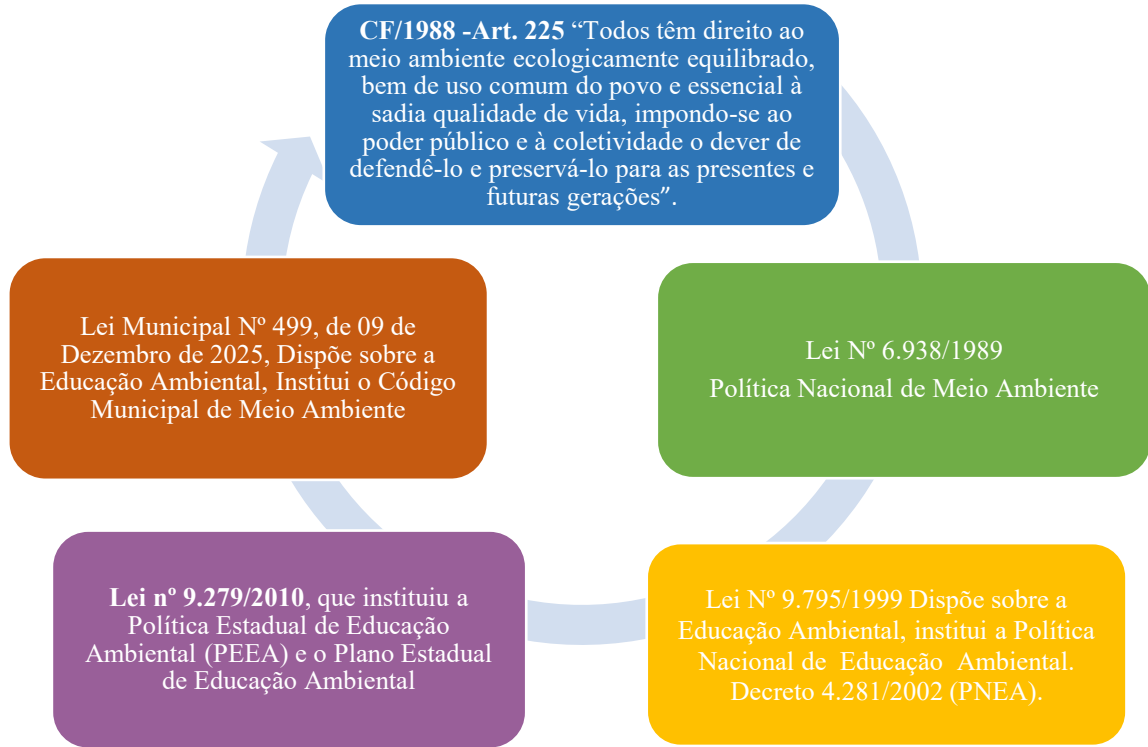 CF/1988 -Art. 225 “Todos têm direito ao
meio ambiente ecologicamente equilibrado,
bem de uso comum do povo e essencial à
sadia qualidade de vida, impondo-se ao
poder público e à coletividade o dever de
defendê-lo e preservá-lo para as presentes e
futuras gerações”.
Lei Nº 6.938/1989
Política Nacional de Meio Ambiente
Lei Nº 9.795/1999 Dispõe sobre a
Educação Ambiental, institui a Política
Nacional de Educação Ambiental.
Decreto 4.281/2002 (PNEA).
Lei nº 9.279/2010, que instituiu a
Política Estadual de Educação
Ambiental (PEEA) e o Plano Estadual
de Educação Ambiental
Lei Municipal Nº 499, de 09 de
Dezembro de 2025, Dispõe sobre a
Educação Ambiental, Institui o Código
Municipal de Meio Ambiente